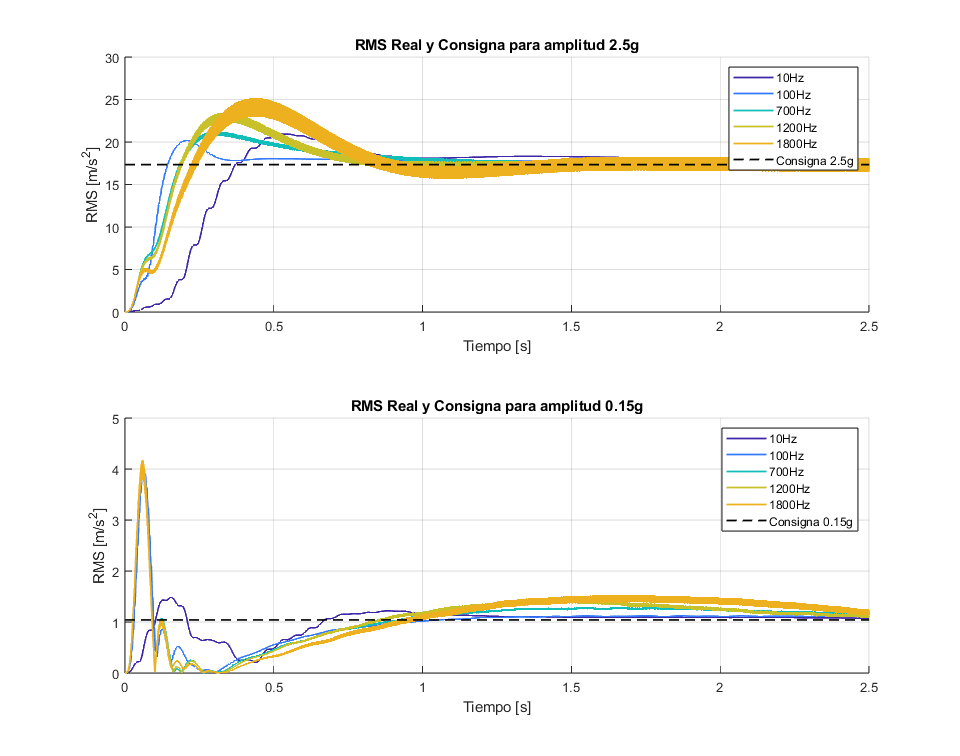 RMS Real y Consigna para amplitud 2.5g
RMS [m/s²]
30
25
20
15
10
5
0
0 0.5 1 1.5 2 2.5
Tiempo [s]
10Hz
100Hz
700Hz
1200Hz
1800Hz
Consigna 2.5g
RMS Real y Consigna para amplitud 0.15g
RMS [m/s²]
5
4
3
2
1
0
0 0.5 1 1.5 2 2.5
Tiempo [s]
10Hz
100Hz
700Hz
1200Hz
1800Hz
Consigna 0.15g